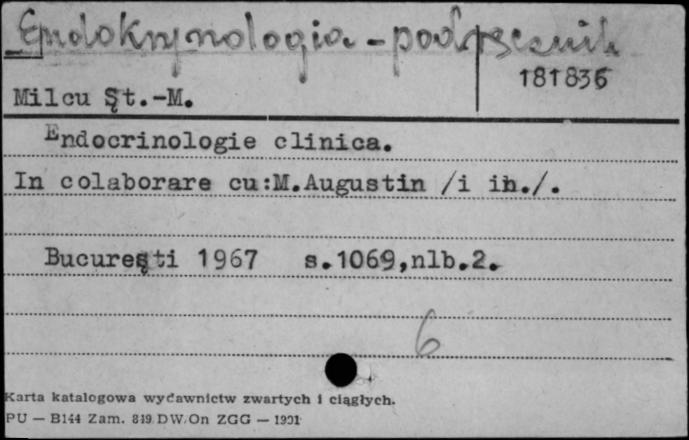 Endokrynologia - podręcznik
181836
Milcu Şt.-M.
Endocrinologie clinica.
In colaborare cu:M.Augustin /i in./.
Bucureşti 1967 s.1069,nlb.2.
6
Karta katalogowa wydawnictw zwartych i ciągłych.
PU — B144 Zam. 849 DW/On ZGG — 1901